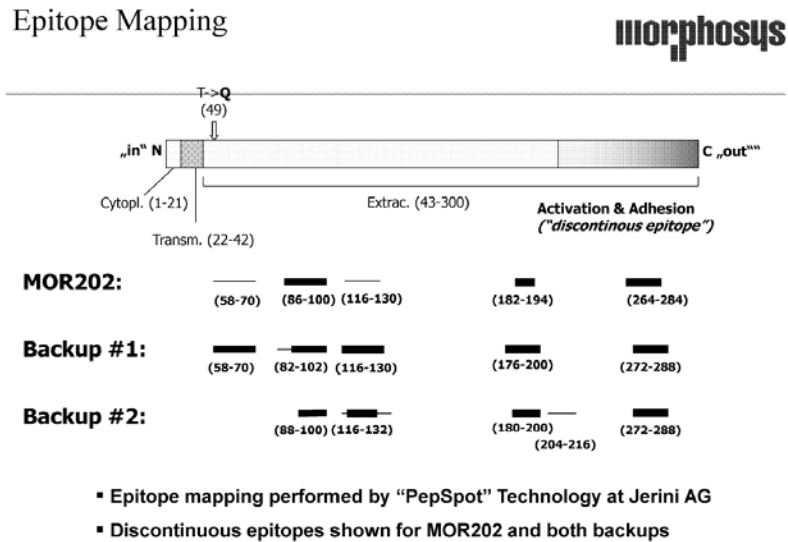 Epitope Mapping
morphosys
T->Q
(49)
„in“ N
C „out““
Cytopl. (1-21)
Extrac. (43-300)
Activation & Adhesion
("discontinous epitope")
Transm. (22-42)
MOR202:
(58-70) (86-100) (116-130) (182-194) (264-284)
Backup #1:
(58-70) (82-102) (116-130) (176-200) (272-288)
Backup #2:
(88-100) (116-132) (180-200) (272-288)
(204-216)
▪ Epitope mapping performed by “PepSpot” Technology at Jerini AG
▪ Discontinuous epitopes shown for MOR202 and both backups